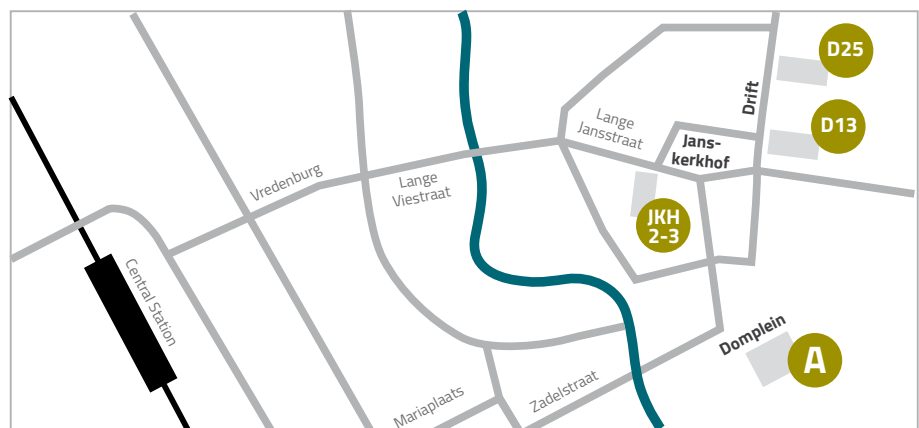 D25
Drift
D13
Lange
Jansstraat
Jans-
kerkhof
Vredenburg
Lange
Viestraat
JKH
2-3
Central Station
Domplein
A
Zadelstraat
Mariaplaats